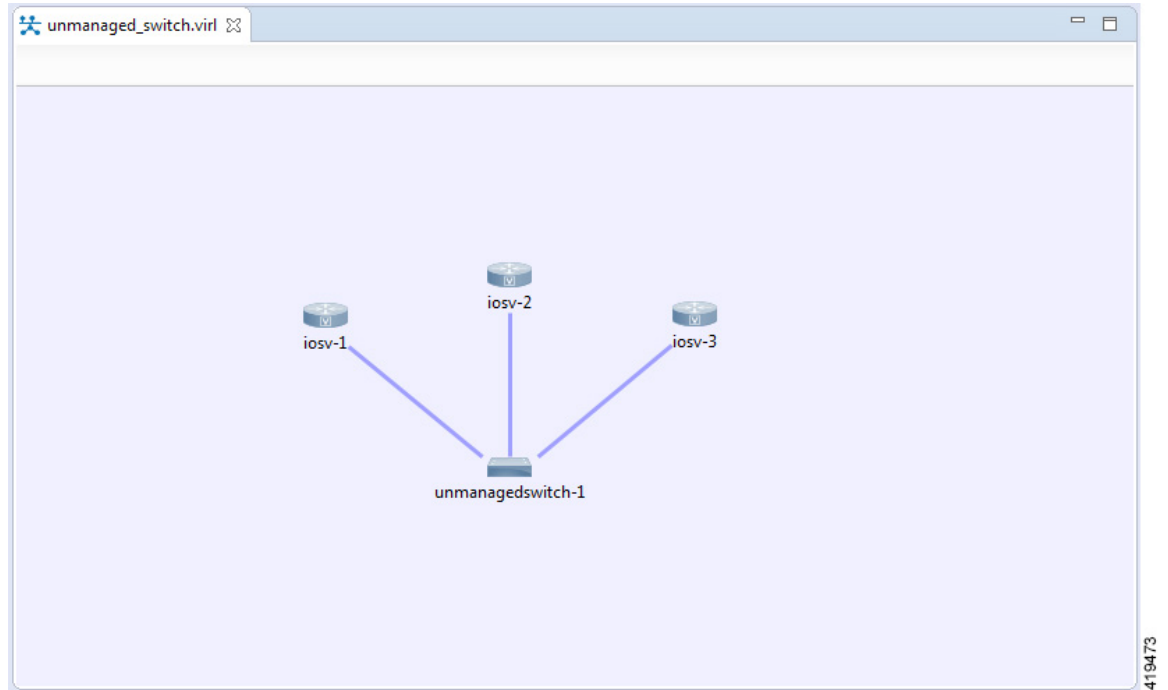 unmanaged_switch.virl
iosv-2
iosv-1
iosv-3
unmanagedswitch-1
419473